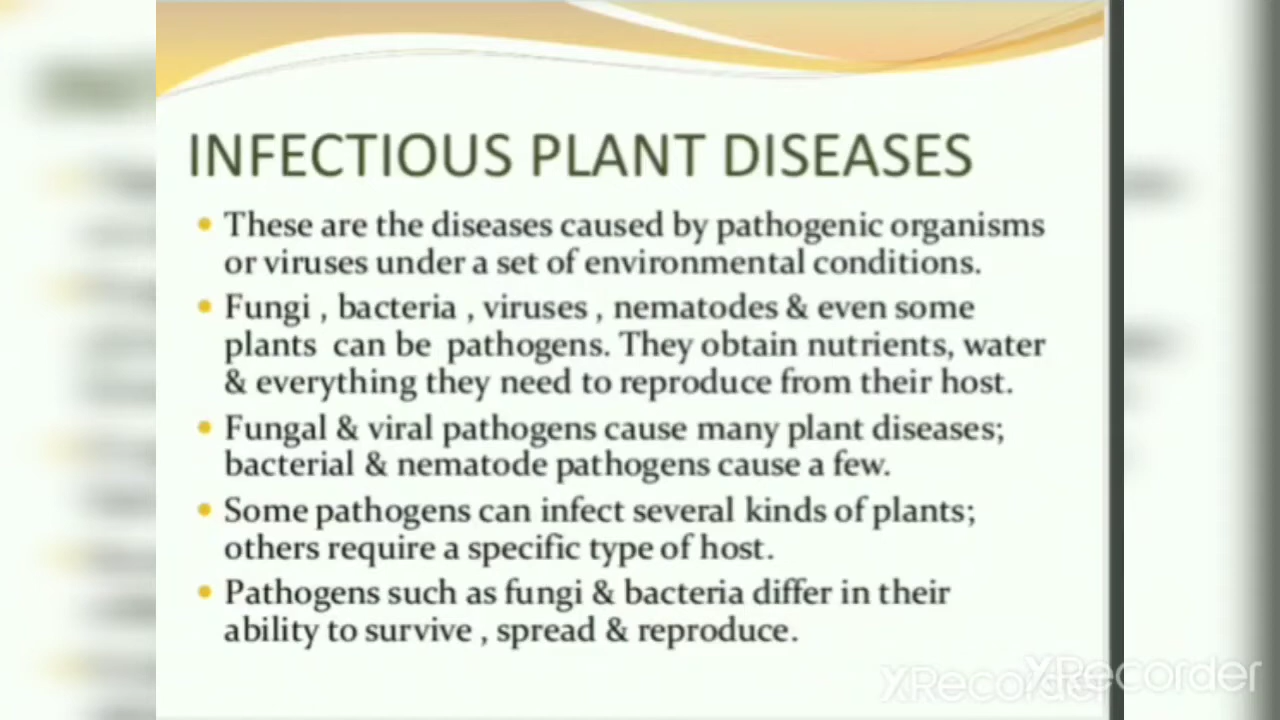 INFECTIOUS PLANT DISEASES
• These are the diseases caused by pathogenic organisms
or viruses under a set of environmental conditions.
• Fungi , bacteria , viruses , nematodes & even some
plants can be pathogens. They obtain nutrients, water
& everything they need to reproduce from their host.
• Fungal & viral pathogens cause many plant diseases;
bacterial & nematode pathogens cause a few.
• Some pathogens can infect several kinds of plants;
others require a specific type of host.
• Pathogens such as fungi & bacteria differ in their
ability to survive , spread & reproduce.
XRecorder
XRecorder